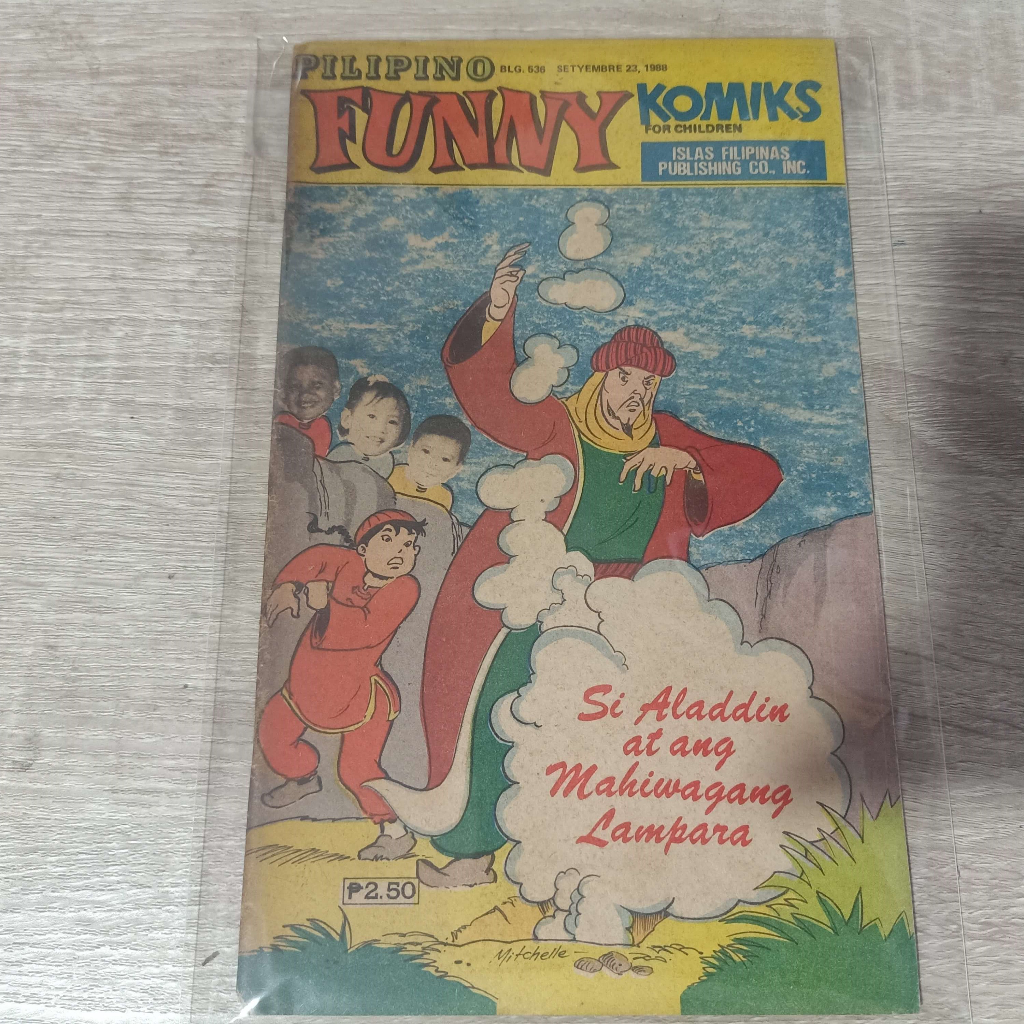 PILIPINO
BLG. 536 SETYEMBRE 23, 1988
FUNNY
KOMIKS
FOR CHILDREN
ISLAS FILIPINAS
PUBLISHING CO., INC.
Si Aladdin
at ang
Mahiwagang
Lampara
₱2.50
Mitchelle